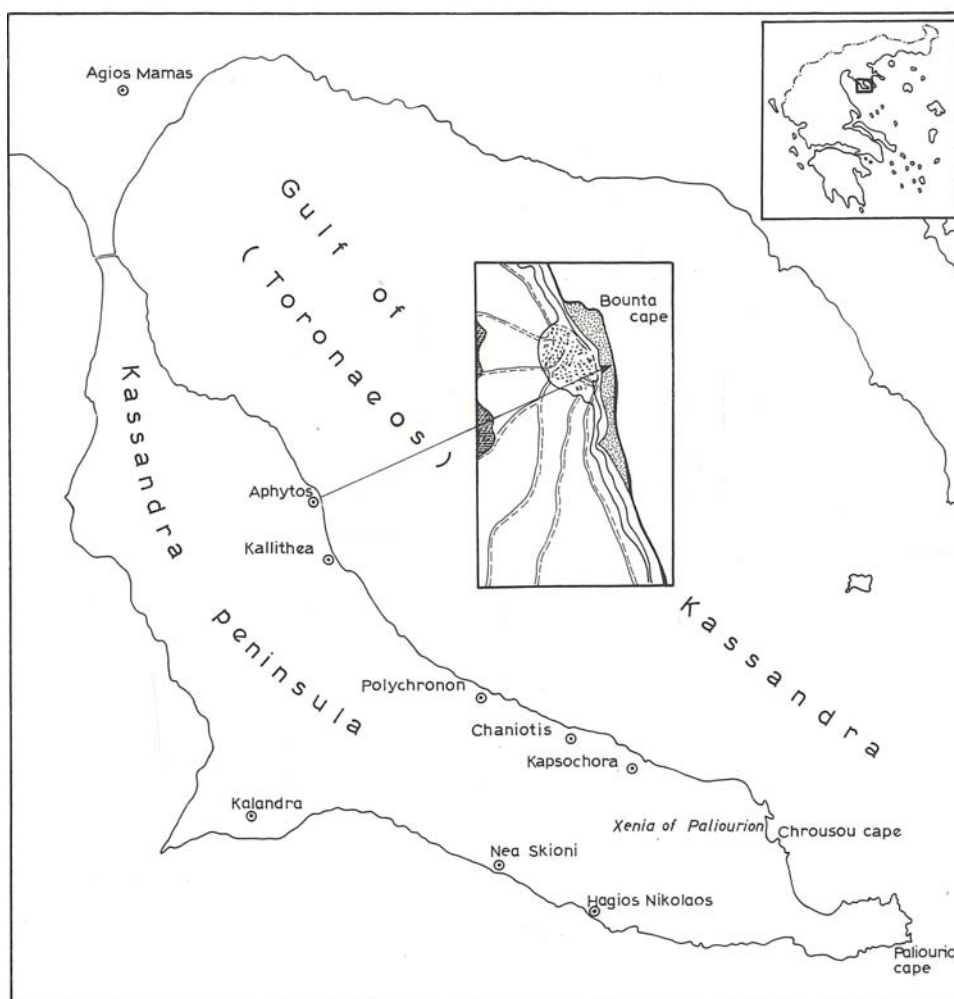 Agios Mamas
Gulf of
(Toronaeos)
Kassandra
Bounta
cape
Kassandra
peninsula
Aphytos
Kallithea
Polychronon
Chaniotis
Kapsochora
Kalandra
Xenia of Paliourion
Chrousou cape
Nea Skioni
Hagios Nikolaos
cape